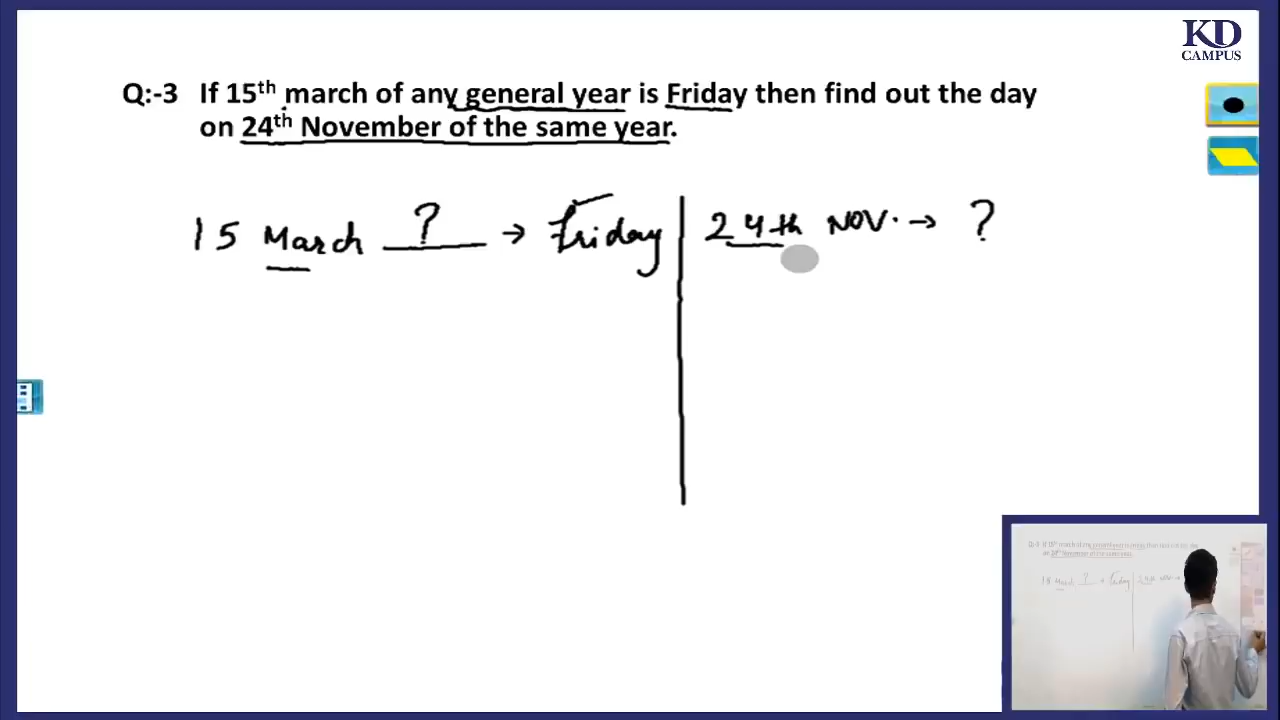 KD
CAMPUS
Q:-3 If 15th march of any general year is Friday then find out the day
on 24th November of the same year.
15 March ? → Friday | 24th NOV. → ?